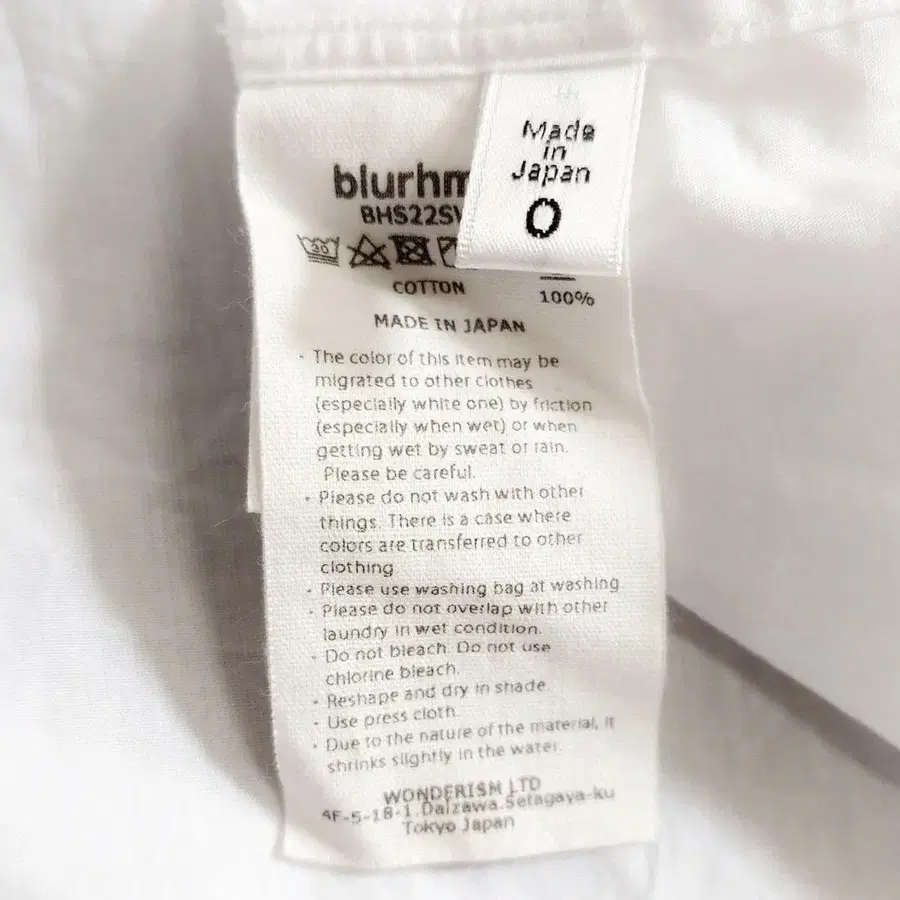 Made
in
Japan
0
blurhm
BHS22S
30
COTTON 100%
MADE IN JAPAN
· The color of this item may be
migrated to other clothes
(especially white one) by friction
(especially when wet) or when
getting wet by sweat or rain.
Please be careful.
· Please do not wash with other
things. There is a case where
colors are transferred to other
clothing
· Please use washing bag at washing
· Please do not overlap with other
laundry in wet condition.
· Do not bleach. Do not use
chlorine bleach.
· Reshape and dry in shade.
· Use press cloth.
· Due to the nature of the material, it
shrinks slightly in the water.
WONDERISM LTD
4F-5-18-1.Daizawa.Setagaya-ku
Tokyo Japan